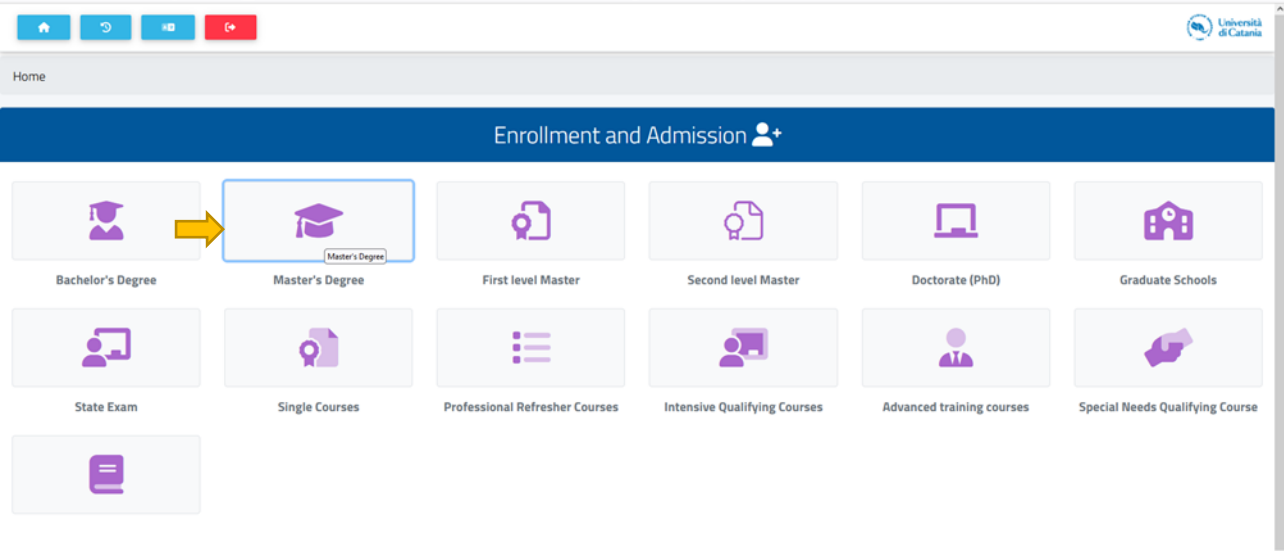 Università
di Catania
Home
Enrollment and Admission
Master's Degree
Bachelor's Degree
Master's Degree
First level Master
Second level Master
Doctorate (PhD)
Graduate Schools
State Exam
Single Courses
Professional Refresher Courses
Intensive Qualifying Courses
Advanced training courses
Special Needs Qualifying Course